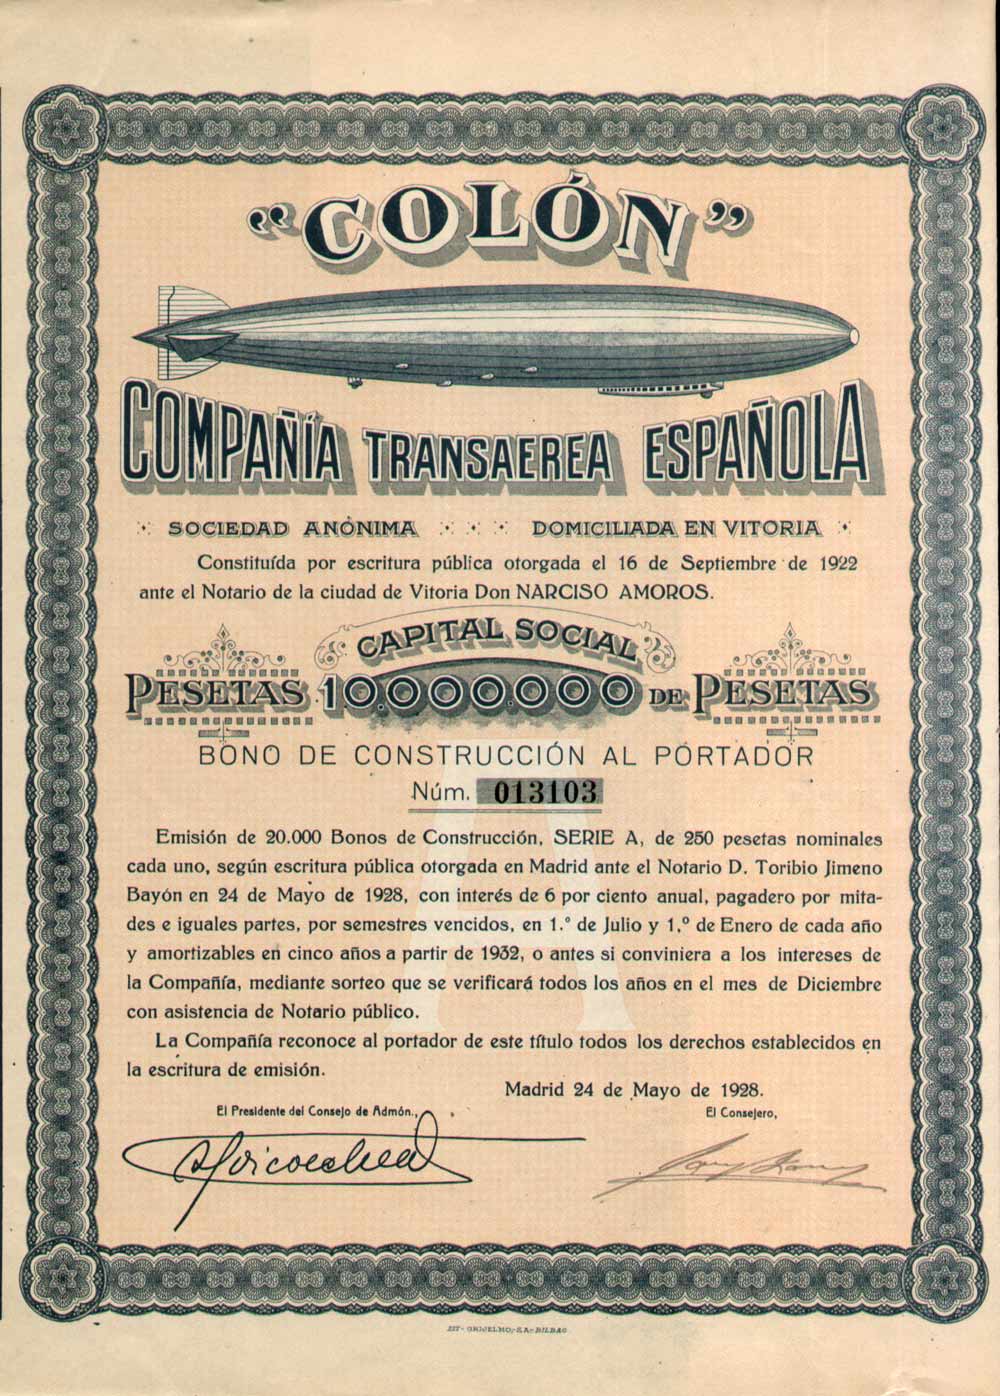 “COLÓN”
COMPAÑÍA TRANSAEREA ESPAÑOLA
SOCIEDAD ANÓNIMA DOMICILIADA EN VITORIA
Constituída por escritura pública otorgada el 16 de Septiembre de 1922
ante el Notario de la ciudad de Vitoria Don NARCISO AMOROS.
CAPITAL SOCIAL
PESETAS 10.000.000 DE PESETAS
BONO DE CONSTRUCCIÓN AL PORTADOR
Núm. 013103
A
Emisión de 20.000 Bonos de Construcción, SERIE A, de 250 pesetas nominales
cada uno, según escritura pública otorgada en Madrid ante el Notario D. Toribio Jimeno
Bayón en 24 de Mayo de 1928, con interés de 6 por ciento anual, pagadero por mita-
des e iguales partes, por semestres vencidos, en 1.º de Julio y 1.º de Enero de cada año
y amortizables en cinco años a partir de 1932, o antes si conviniera a los intereses de
la Compañía, mediante sorteo que se verificará todos los años en el mes de Diciembre
con asistencia de Notario público.
La Compañía reconoce al portador de este título todos los derechos establecidos en
la escritura de emisión.
Madrid 24 de Mayo de 1928.
El Presidente del Consejo de Admón., El Consejero,
LIT- GRIJELMO,-S.A.-BILBAO